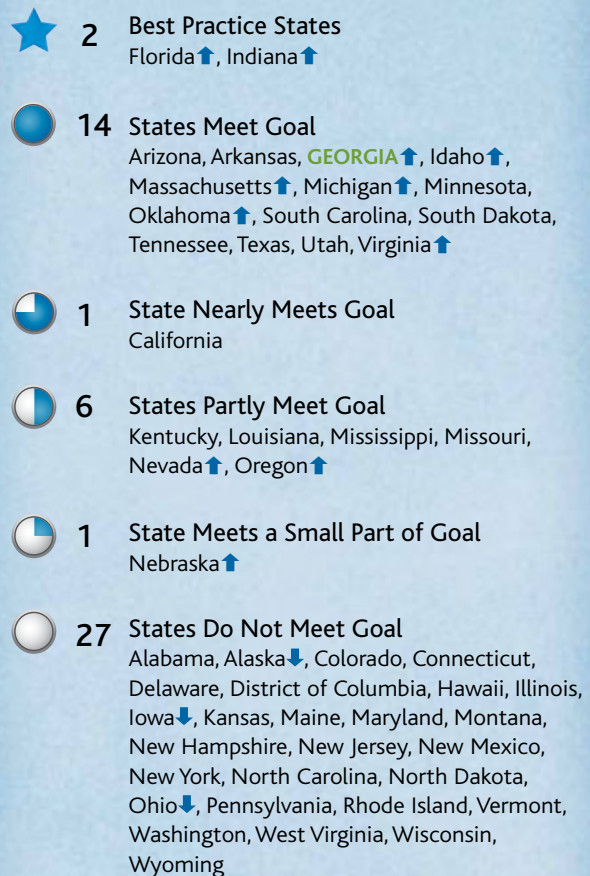 2 Best Practice States
Florida⬆, Indiana⬆
14 States Meet Goal
Arizona, Arkansas, GEORGIA⬆, Idaho⬆,
Massachusetts⬆, Michigan⬆, Minnesota,
Oklahoma⬆, South Carolina, South Dakota,
Tennessee, Texas, Utah, Virginia⬆
1 State Nearly Meets Goal
California
6 States Partly Meet Goal
Kentucky, Louisiana, Mississippi, Missouri,
Nevada⬆, Oregon⬆
1 State Meets a Small Part of Goal
Nebraska⬆
27 States Do Not Meet Goal
Alabama, Alaska⬇, Colorado, Connecticut,
Delaware, District of Columbia, Hawaii, Illinois,
Iowa⬇, Kansas, Maine, Maryland, Montana,
New Hampshire, New Jersey, New Mexico,
New York, North Carolina, North Dakota,
Ohio⬇, Pennsylvania, Rhode Island, Vermont,
Washington, West Virginia, Wisconsin,
Wyoming